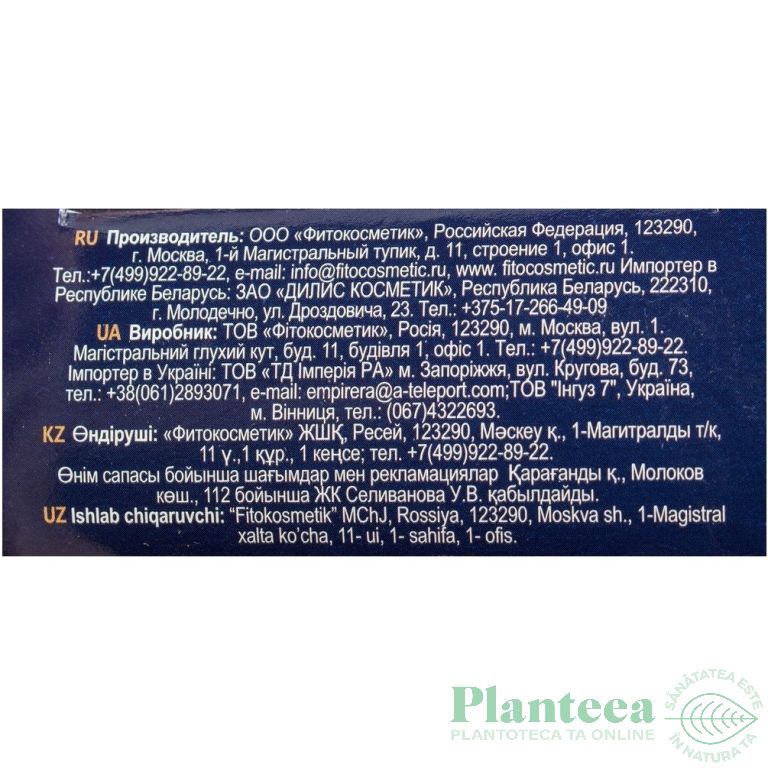 RU Производитель: ООО «Фитокосметик», Российская Федерация, 123290,
г. Москва, 1-й Магистральный тупик, д. 11, строение 1, офис 1.
Тел.:+7(499)922-89-22, e-mail: info@fitocosmetic.ru, www. fitocosmetic.ru Импортер в
Республике Беларусь: ЗАО «ДИЛИС КОСМЕТИК», Республика Беларусь, 222310,
г. Молодечно, ул. Дроздовича, 23. Тел.: +375-17-266-49-09
UA Виробник: ТОВ «Фітокосметік», Росія, 123290, м. Москва, вул. 1.
Магістральний глухий кут, буд. 11, будівля 1, офіс 1. Тел.: +7(499)922-89-22.
Імпортер в Україні: ТОВ «ТД Імперія РА» м. Запоріжжя, вул. Кругова, буд. 73,
тел.: +38(061)2893071, e-mail: empirera@a-teleport.com;ТОВ "Інгуз 7", Україна,
м. Вінниця, тел.: (067)4322693.
KZ Өндіруші: «Фитокосметик» ЖШҚ, Ресей, 123290, Мәскеу қ., 1-Магитралды т/к,
11 ү.,1 құр., 1 кеңсе; тел. +7(499)922-89-22.
Өнім сапасы бойынша шағымдар мен рекламациялар Қарағанды қ., Молоков
көш., 112 бойынша ЖК Селиванова У.В. қабылдайды.
UZ Ishlab chiqaruvchi: “Fitokosmetik” MChJ, Rossiya, 123290, Moskva sh., 1-Magistral
xalta ko‘cha, 11- ui, 1- sahifa, 1- ofis.
Planteea
PLANTOTECA TA ONLINE
SĂNĂTATEA ESTE
ÎN NATURA TA